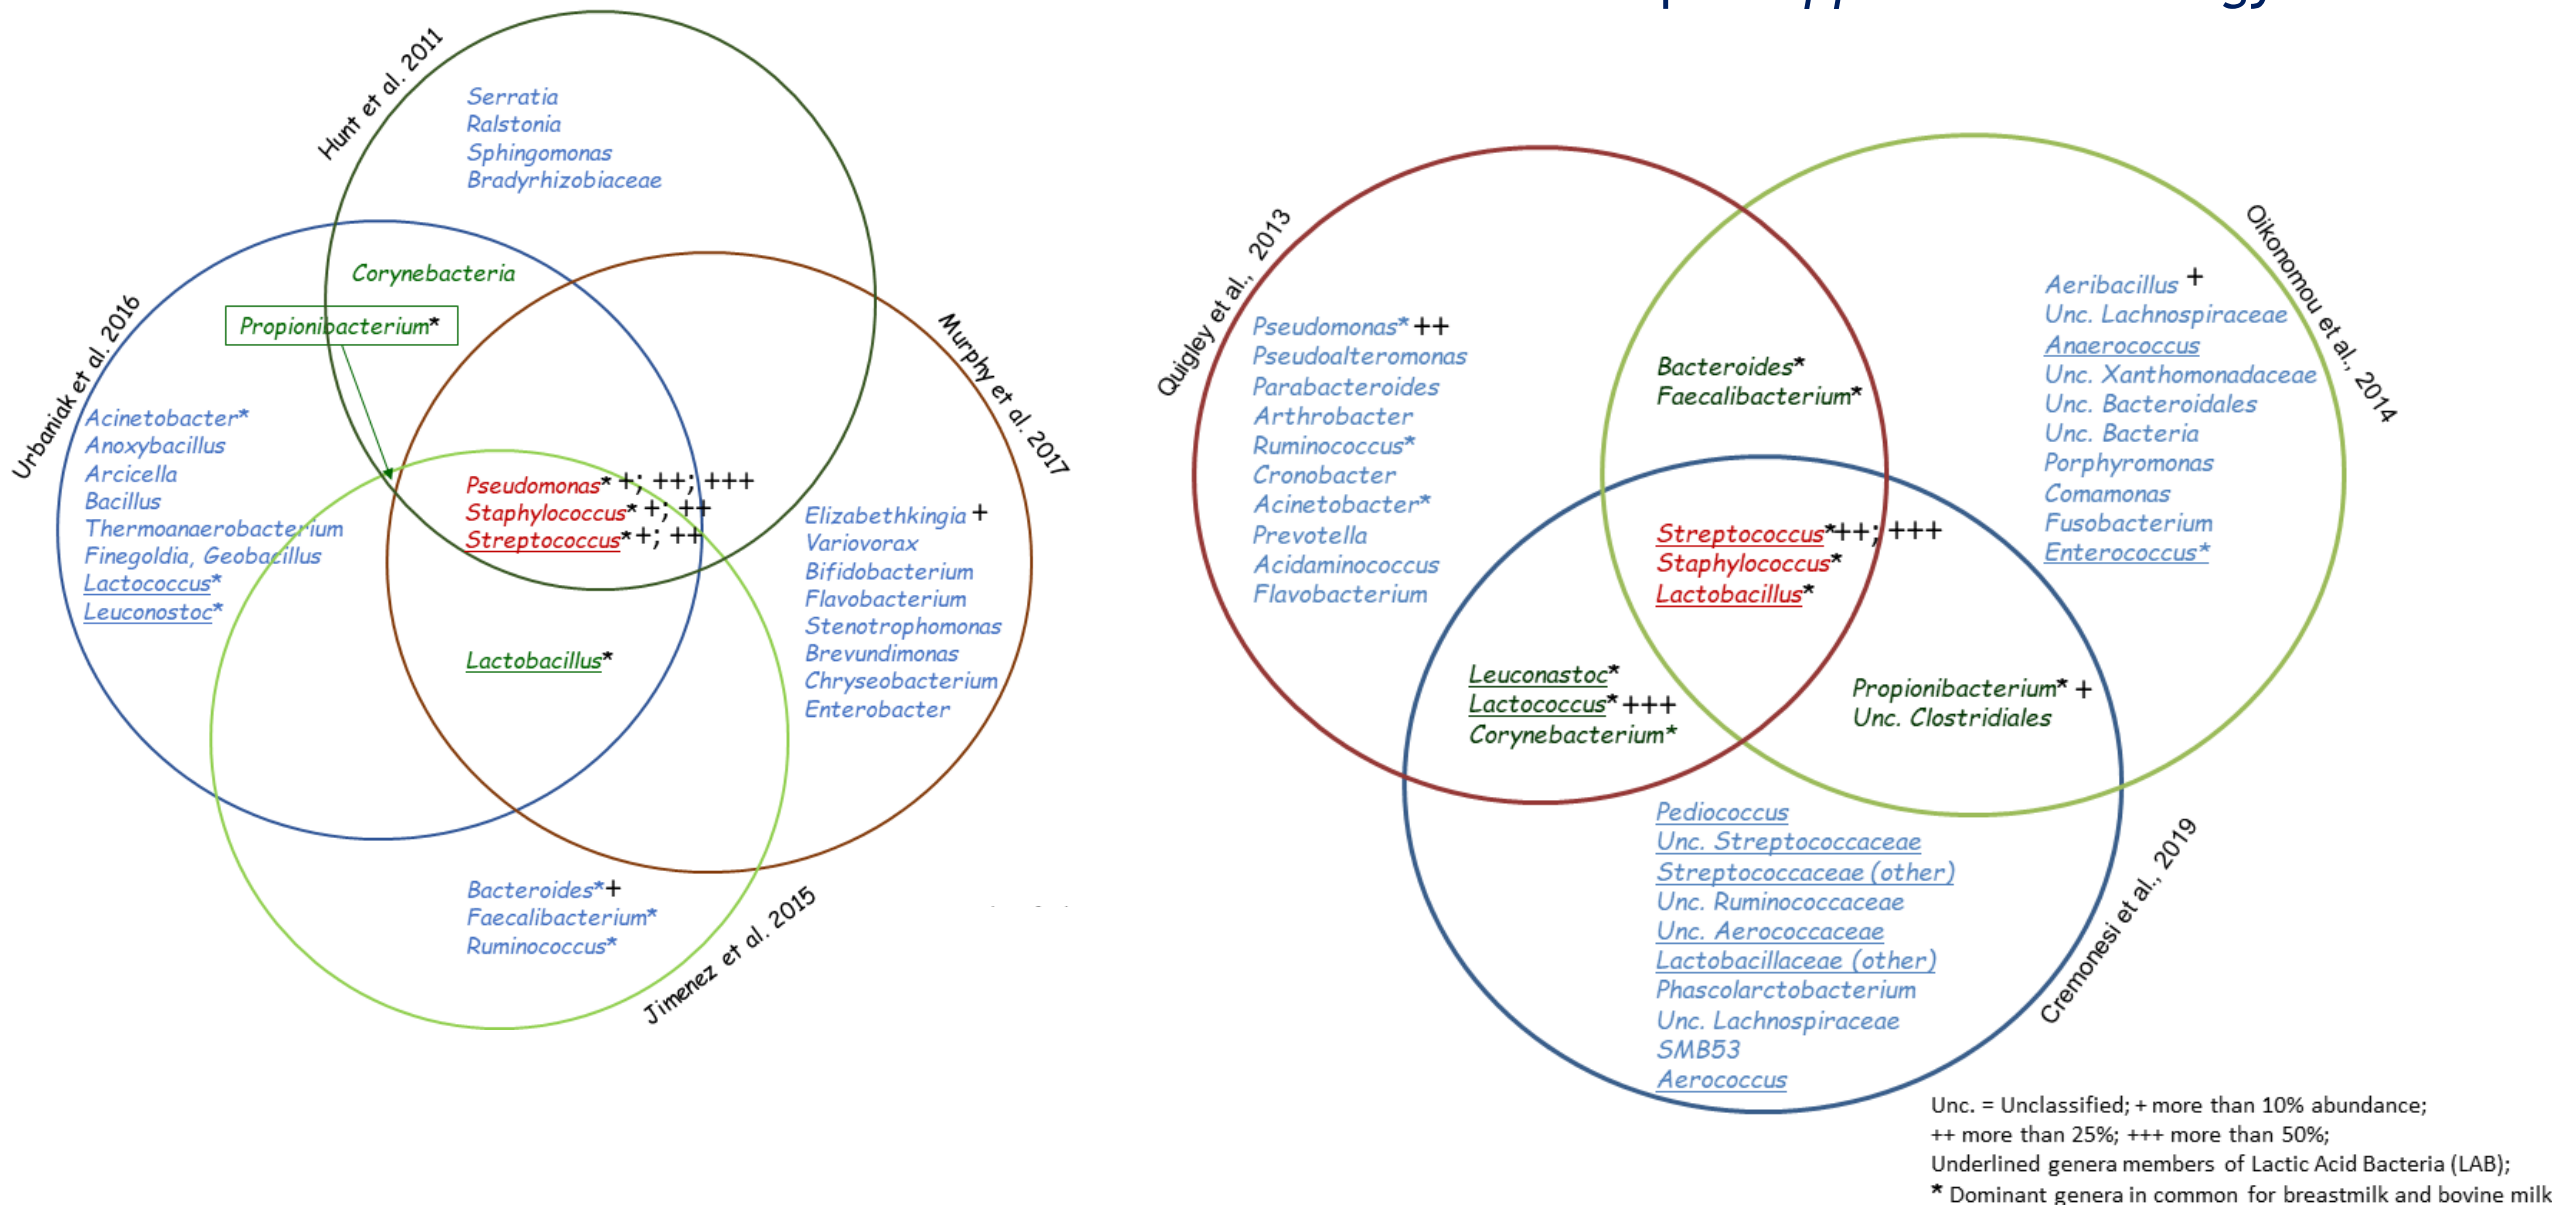 Hunt et al. 2011
Serratia
Ralstonia
Sphingomonas
Bradyrhizobiaceae
Corynebacteria
Propionibacterium*
Urbaniak et al. 2016
Acinetobacter*
Anoxybacillus
Arcicella
Bacillus
Thermoanaerobacterium
Finegoldia, Geobacillus
Lactococcus*
Leuconostoc*
Pseudomonas* +; ++; +++
Staphylococcus* +; ++
Streptococcus*+; ++
Lactobacillus*
Murphy et al. 2017
Elizabethkingia +
Variovorax
Bifidobacterium
Flavobacterium
Stenotrophomonas
Brevundimonas
Chryseobacterium
Enterobacter
Bacteroides*+
Faecalibacterium*
Ruminococcus*
Jimenez et al. 2015
Quigley et al., 2013
Pseudomonas* ++
Pseudoalteromonas
Parabacteroides
Arthrobacter
Ruminococcus*
Cronobacter
Acinetobacter*
Prevotella
Acidaminococcus
Flavobacterium
Bacteroides*
Faecalibacterium*
Oikonomou et al., 2014
Aeribacillus +
Unc. Lachnospiraceae
Anaerococcus
Unc. Xanthomonadaceae
Unc. Bacteroidales
Unc. Bacteria
Porphyromonas
Comamonas
Fusobacterium
Enterococcus*
Streptococcus*++; +++
Staphylococcus*
Lactobacillus*
Leuconastoc*
Lactococcus* +++
Corynebacterium*
Propionibacterium* +
Unc. Clostridiales
Pediococcus
Unc. Streptococcaceae
Streptococcaceae (other)
Unc. Ruminococcaceae
Unc. Aerococcaceae
Lactobacillaceae (other)
Phascolarctobacterium
Unc. Lachnospiraceae
SMB53
Aerococcus
Cremonesi et al., 2019
Unc. = Unclassified; + more than 10% abundance;
++ more than 25%; +++ more than 50%;
Underlined genera members of Lactic Acid Bacteria (LAB);
* Dominant genera in common for breastmilk and bovine milk